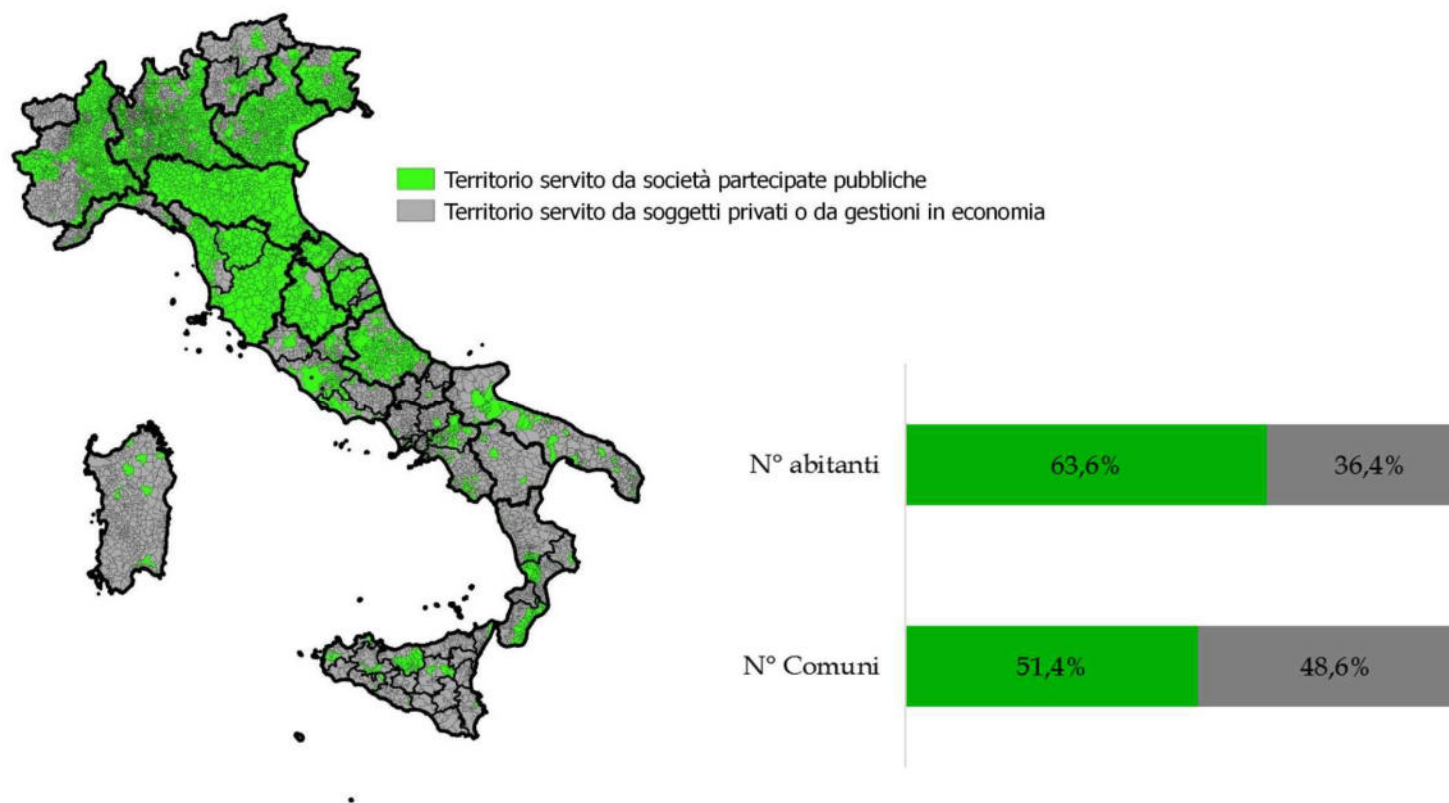 Territorio servito da società partecipate pubbliche
Territorio servito da soggetti privati o da gestioni in economia
N° abitanti
63,6%
36,4%
N° Comuni
51,4%
48,6%